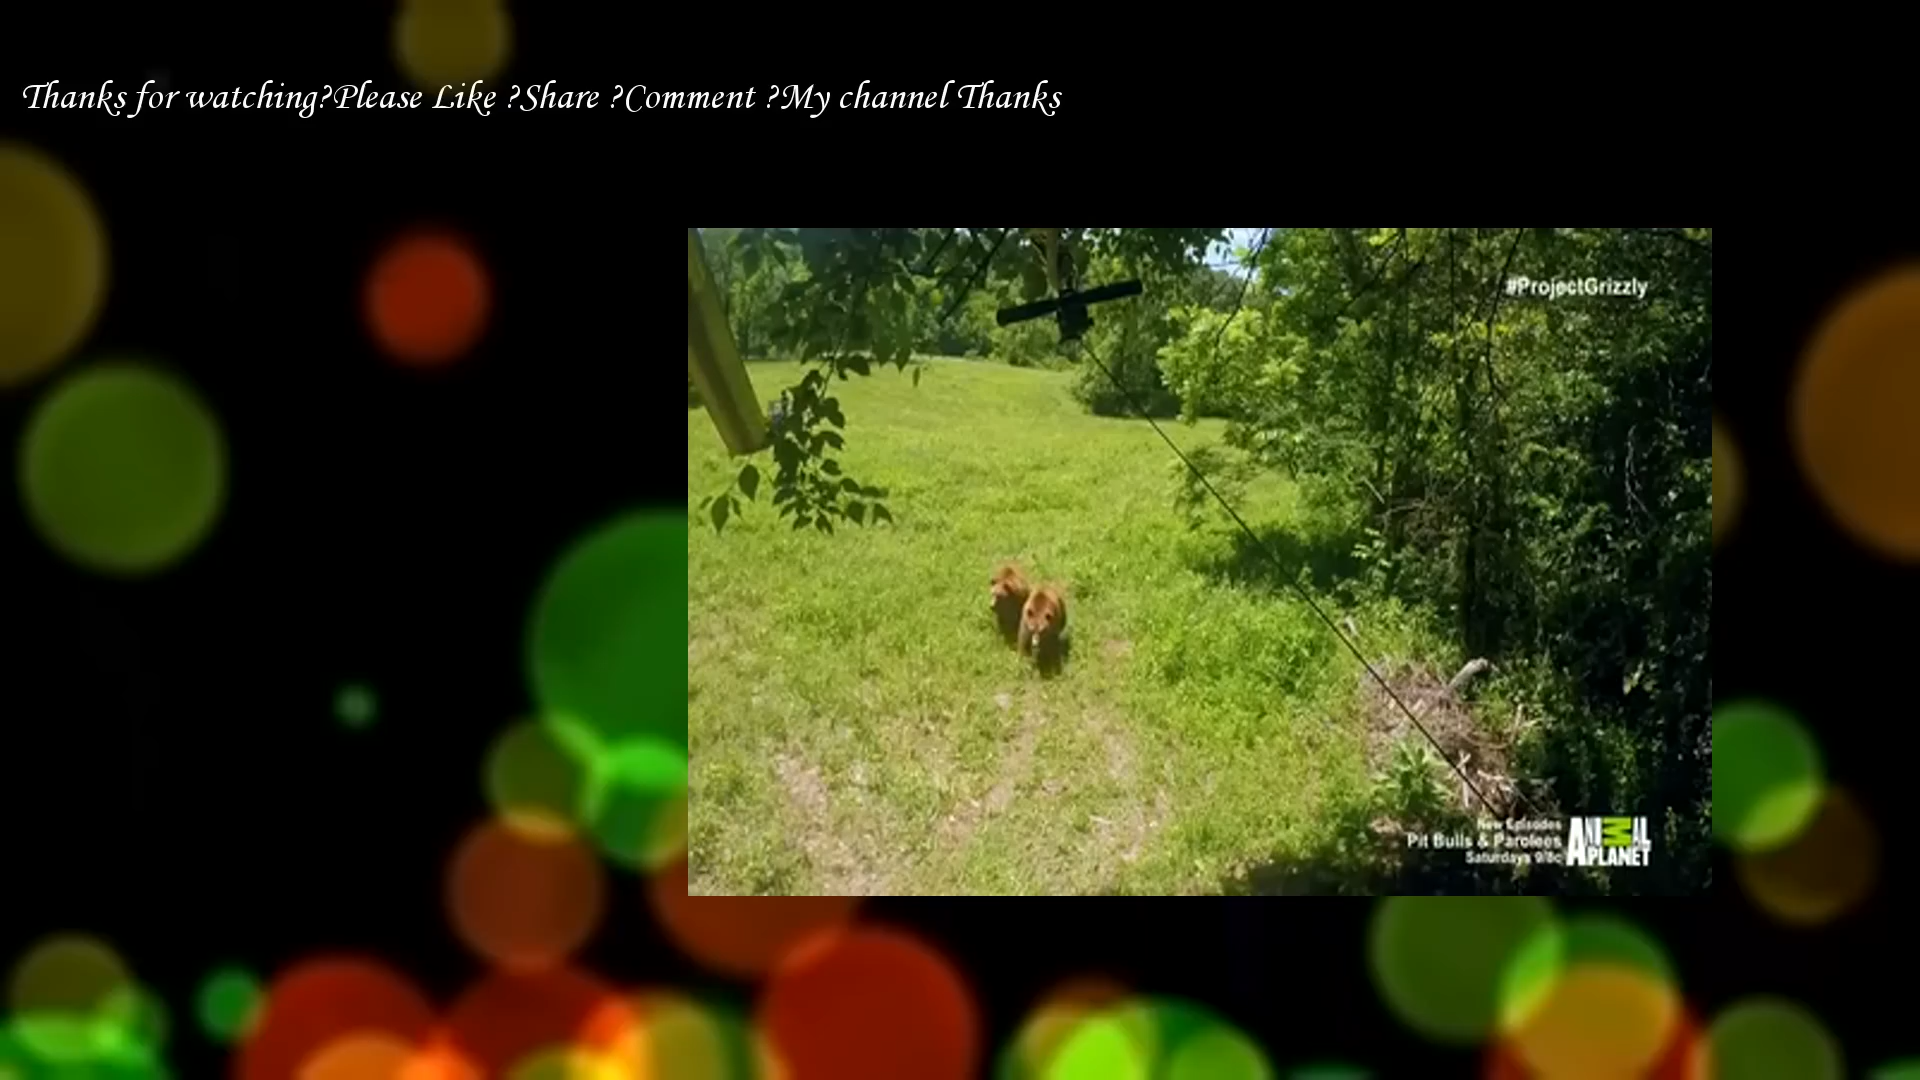 Thanks for watching?Please Like ?Share ?Comment ?My channel Thanks
#ProjectGrizzly
New Episodes
Pit Bulls & Parolees
Saturdays 9/8c
ANIMAL
PLANET